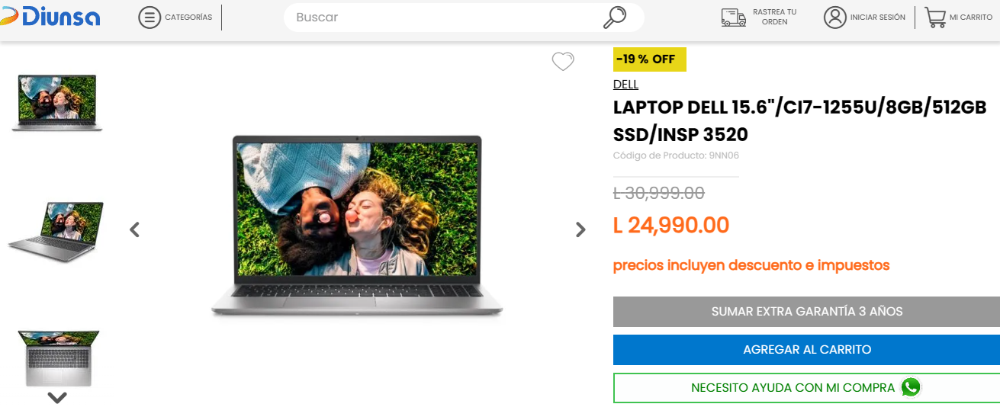 Diunsa
CATEGORÍAS
Buscar
RASTREA TU
ORDEN
INICIAR SESIÓN
MI CARRITO
-19 % OFF
DELL
LAPTOP DELL 15.6"/CI7-1255U/8GB/512GB
SSD/INSP 3520
Código de Producto: 9NN06
L 30,999.00
L 24,990.00
precios incluyen descuento e impuestos
SUMAR EXTRA GARANTÍA 3 AÑOS
AGREGAR AL CARRITO
NECESITO AYUDA CON MI COMPRA